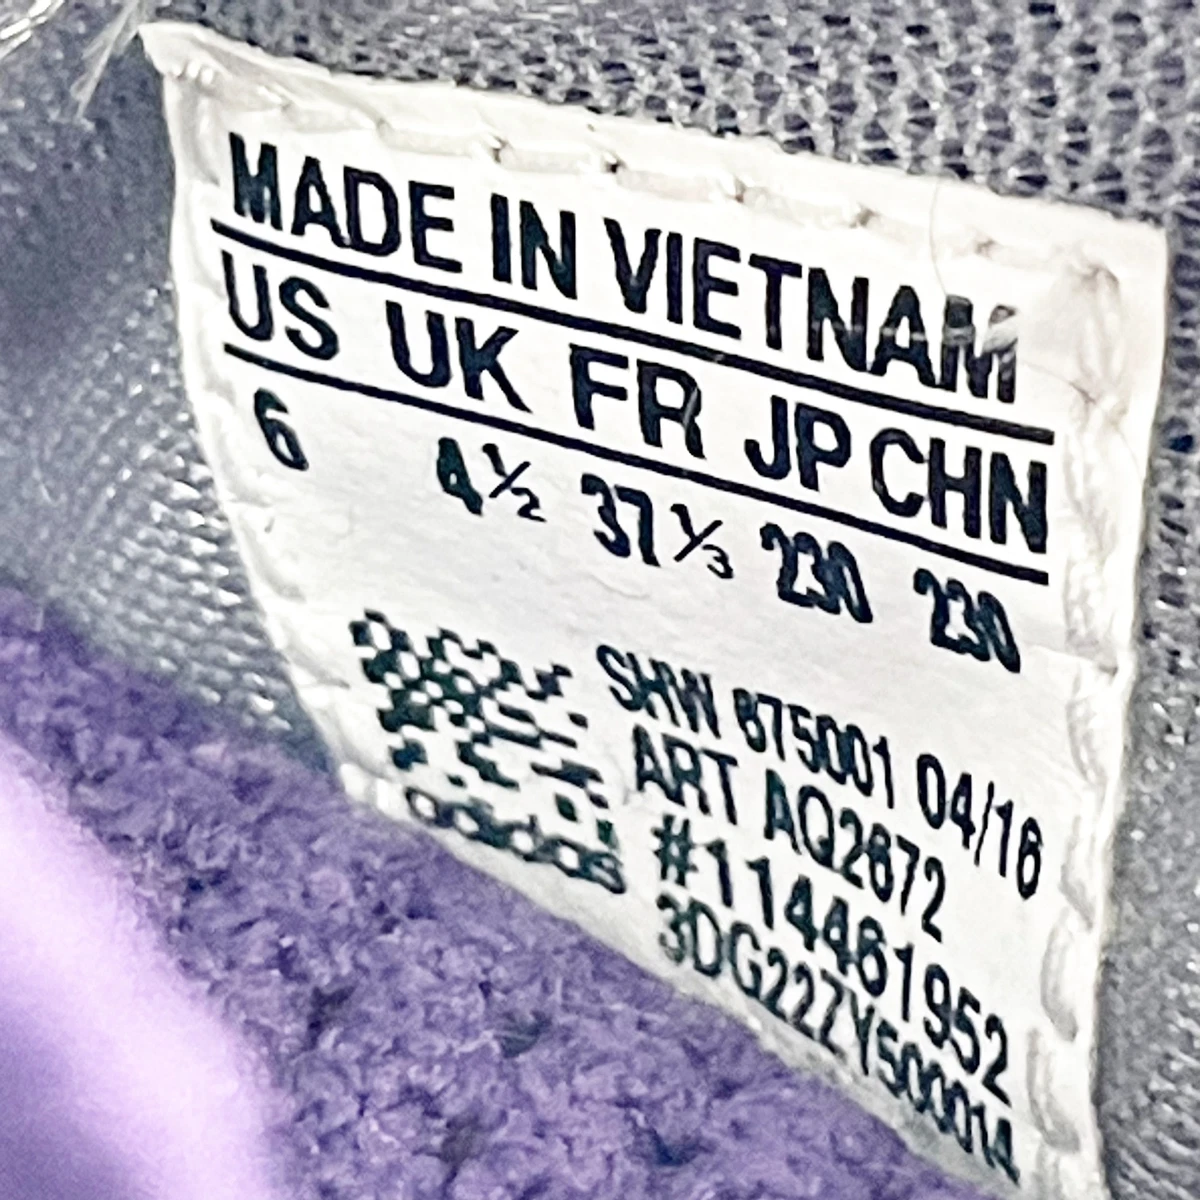 MADE IN VIETNAM
US UK FR JP CHN
6 4½ 37⅓ 230 230
SHW 675001 04/16
ART AQ2672
#114461952
3DG22ZY500014
adidas